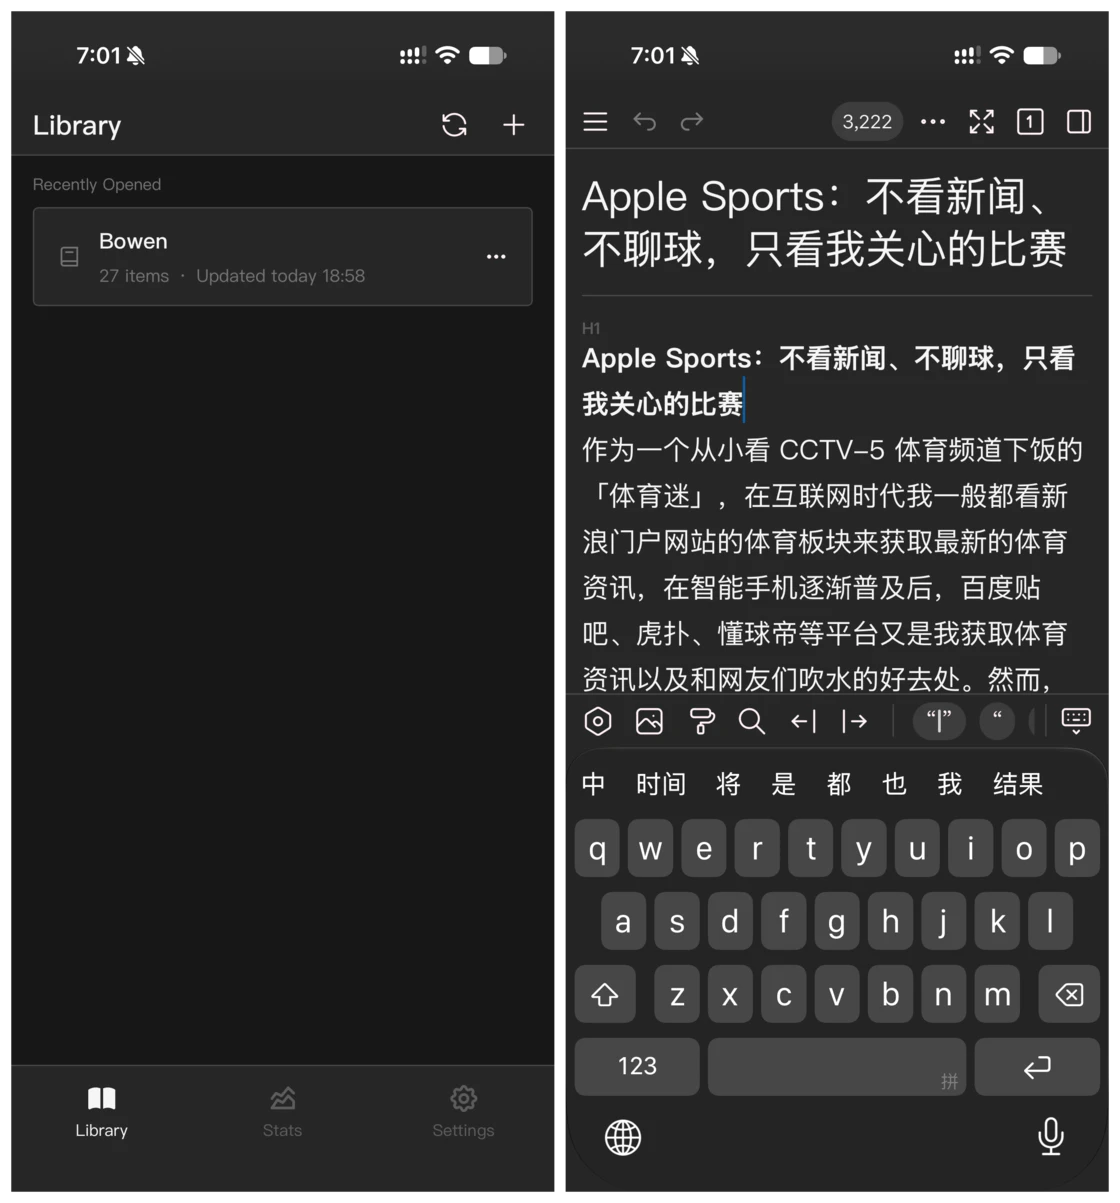 7:01
Library
Recently Opened
Bowen
27 items · Updated today 18:58
Library
Stats
Settings
7:01
3,222
1
Apple Sports：不看新闻、
不聊球，只看我关心的比赛
H1
Apple Sports：不看新闻、不聊球，只看
我关心的比赛
作为一个从小看 CCTV-5 体育频道下饭的
「体育迷」，在互联网时代我一般都看新
浪门户网站的体育板块来获取最新的体育
资讯，在智能手机逐渐普及后，百度贴
吧、虎扑、懂球帝等平台又是我获取体育
资讯以及和网友们吹水的好去处。然而，
“|” “
中 时间 将 是 都 也 我 结果
q w e r t y u i o p
a s d f g h j k l
z x c v b n m
123 拼